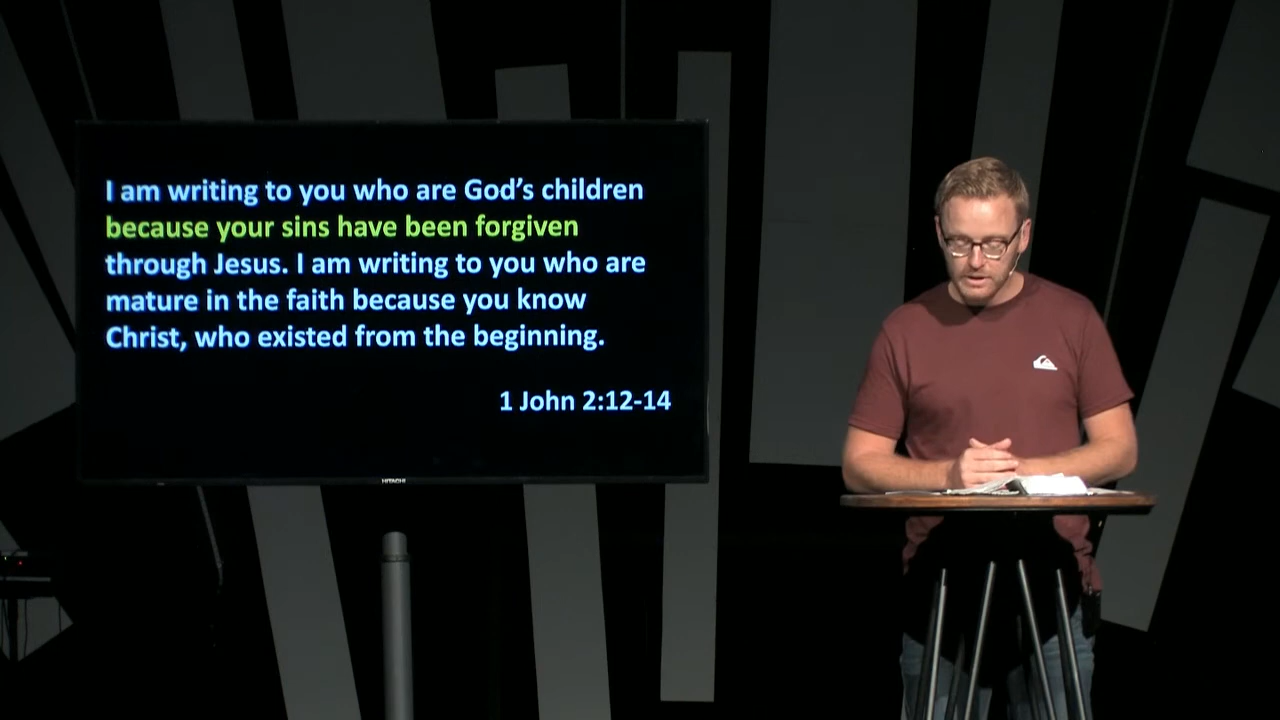 I am writing to you who are God’s children
because your sins have been forgiven
through Jesus. I am writing to you who are
mature in the faith because you know
Christ, who existed from the beginning.
1 John 2:12-14
HITACHI